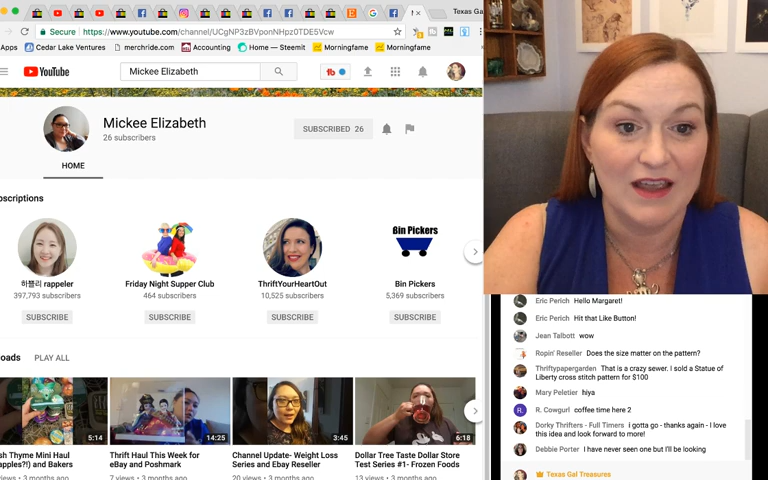 Texas Gal
https://www.youtube.com/channel/UCgNP3zBVponNHpz0TDE5Vcw
Apps
Cedar Lake Ventures
merchride.com
Accounting
Home — Steemit
Morningfame
Morningfame
YouTube
Mickee Elizabeth
Mickee Elizabeth
26 subscribers
SUBSCRIBED 26
HOME
bscriptions
하쁠리 rappeler
397,793 subscribers
SUBSCRIBE
Friday Night Supper Club
464 subscribers
SUBSCRIBE
ThriftYourHeartOut
10,525 subscribers
SUBSCRIBE
Bin Pickers
Bin Pickers
5,369 subscribers
SUBSCRIBE
loads PLAY ALL
5:14
sh Thyme Mini Haul
apples?!) and Bakers
s • 3 months ago
14:25
Thrift Haul This Week for
eBay and Poshmark
7 views • 3 months ago
3:45
Channel Update- Weight Loss
Series and Ebay Reseller
20 views • 3 months ago
6:18
Dollar Tree Taste Dollar Store
Test Series #1- Frozen Foods
13 views • 3 months ago
Eric Perich Hello Margaret!
Eric Perich Hit that Like Button!
Jean Talbott wow
Ropin' Reseller Does the size matter on the pattern?
Thriftypapergarden That is a crazy sewer. I sold a Statue of
Liberty cross stitch pattern for $100
Mary Peletier hiya
R. Cowgurl coffee time here 2
Dorky Thrifters - Full Timers i gotta go - thanks again - I love
this idea and look forward to more!
Debbie Porter I have never seen one but I'll be looking
Texas Gal Treasures